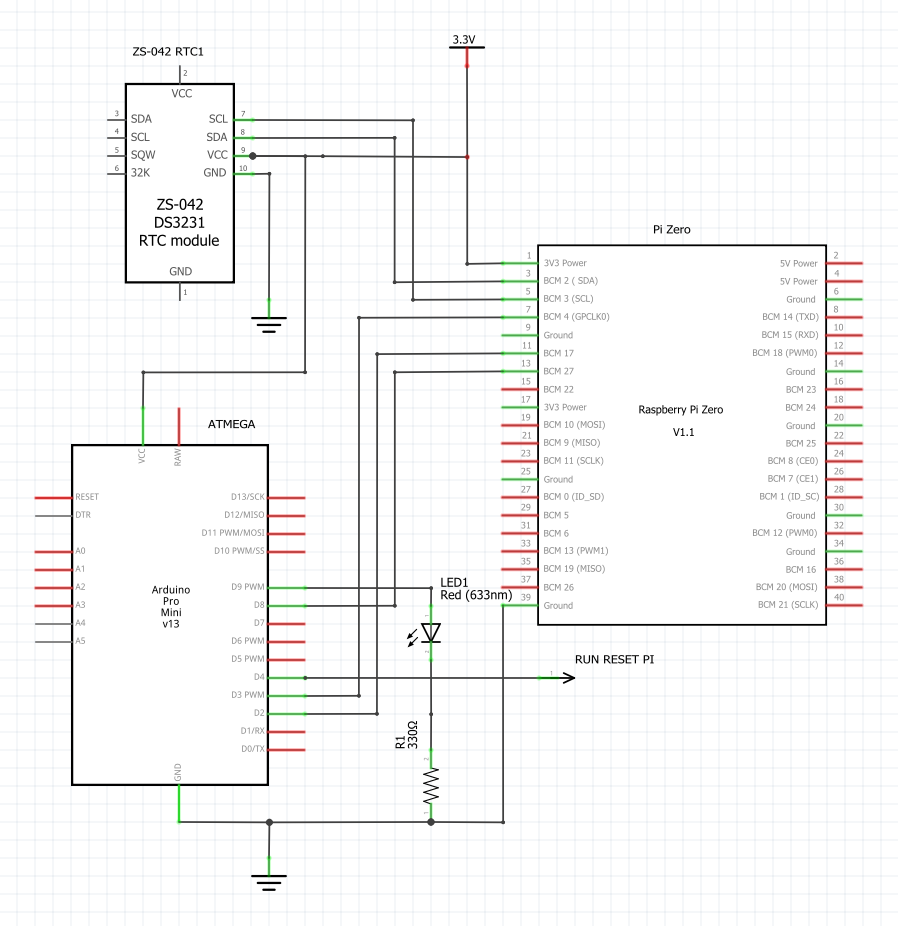 3.3V
ZS-042 RTC1
2
VCC
3 SDA SCL 7
4 SCL SDA 8
5 SQW VCC 9
6 32K GND 10
ZS-042
DS3231
RTC module
GND
1
Pi Zero
1 3V3 Power 5V Power 2
3 BCM 2 ( SDA) 5V Power 4
5 BCM 3 (SCL) Ground 6
7 BCM 4 (GPCLK0) BCM 14 (TXD) 8
9 Ground BCM 15 (RXD) 10
11 BCM 17 BCM 18 (PWM0) 12
13 BCM 27 Ground 14
15 BCM 22 BCM 23 16
17 3V3 Power BCM 24 18
19 BCM 10 (MOSI) Ground 20
21 BCM 9 (MISO) BCM 25 22
23 BCM 11 (SCLK) BCM 8 (CE0) 24
25 Ground BCM 7 (CE1) 26
27 BCM 0 (ID_SD) BCM 1 (ID_SC) 28
29 BCM 5 Ground 30
31 BCM 6 BCM 12 (PWM0) 32
33 BCM 13 (PWM1) Ground 34
35 BCM 19 (MISO) BCM 16 36
37 BCM 26 BCM 20 (MOSI) 38
39 Ground BCM 21 (SCLK) 40
Raspberry Pi Zero
V1.1
ATMEGA
VCC RAW
RESET D13/SCK
DTR D12/MISO
D11 PWM/MOSI
A0 D10 PWM/SS
A1
A2 D9 PWM
A3 D8
A4 D7
A5 D6 PWM
D5 PWM
D4
D3 PWM
D2
D1/RX
D0/TX
Arduino
Pro
Mini
v13
GND
LED1
Red (633nm)
1
2
RUN RESET PI
1
R1
330Ω
2
1